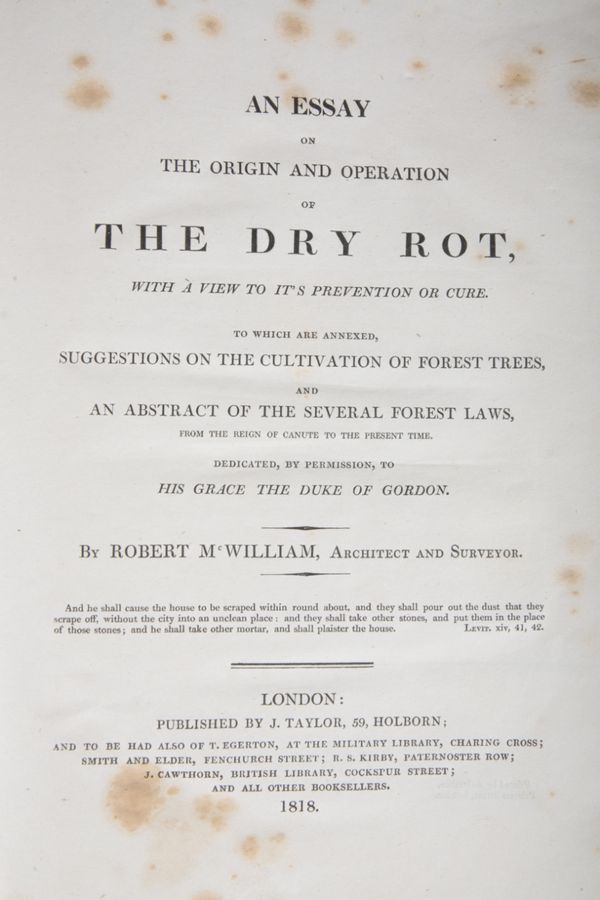 AN ESSAY
ON
THE ORIGIN AND OPERATION
OF
THE DRY ROT,
WITH A VIEW TO IT'S PREVENTION OR CURE.
TO WHICH ARE ANNEXED,
SUGGESTIONS ON THE CULTIVATION OF FOREST TREES,
AND
AN ABSTRACT OF THE SEVERAL FOREST LAWS,
FROM THE REIGN OF CANUTE TO THE PRESENT TIME.
DEDICATED, BY PERMISSION, TO
HIS GRACE THE DUKE OF GORDON.
By ROBERT McWILLIAM, Architect and Surveyor.
And he shall cause the house to be scraped within round about, and they shall pour out the dust that they
scrape off, without the city into an unclean place: and they shall take other stones, and put them in the place
of those stones; and he shall take other mortar, and shall plaister the house. Levit. xiv, 41, 42.
LONDON:
PUBLISHED BY J. TAYLOR, 59, HOLBORN;
AND TO BE HAD ALSO OF T. EGERTON, AT THE MILITARY LIBRARY, CHARING CROSS;
SMITH AND ELDER, FENCHURCH STREET; R. S. KIRBY, PATERNOSTER ROW;
J. CAWTHORN, BRITISH LIBRARY, COCKSPUR STREET;
AND ALL OTHER BOOKSELLERS.
1818.